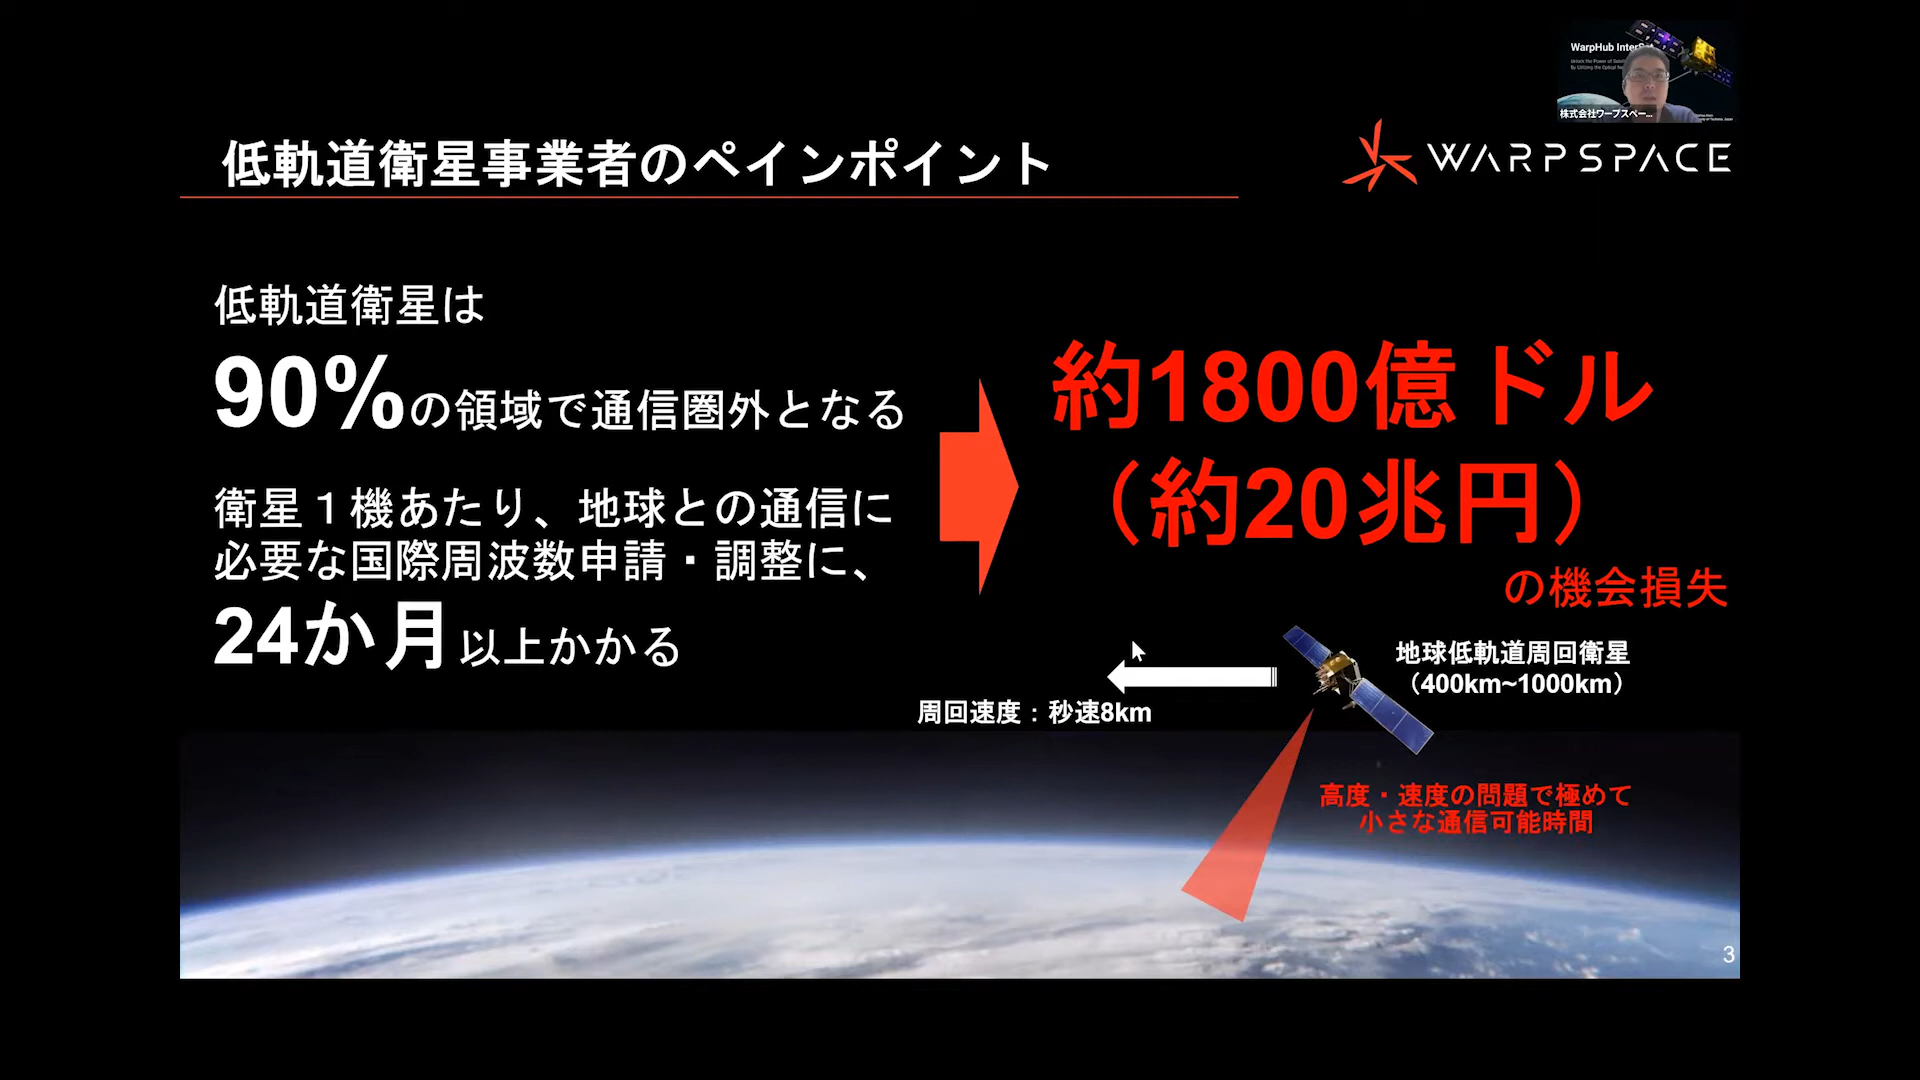 WarpHub InterSat
株式会社ワープスペー...
低軌道衛星事業者のペインポイント
WARPSPACE
低軌道衛星は
90%の領域で通信圏外となる
衛星１機あたり、地球との通信に
必要な国際周波数申請・調整に、
24か月以上かかる
約1800億ドル
（約20兆円）
の機会損失
地球低軌道周回衛星
（400km~1000km）
周回速度：秒速8km
高度・速度の問題で極めて
小さな通信可能時間
3